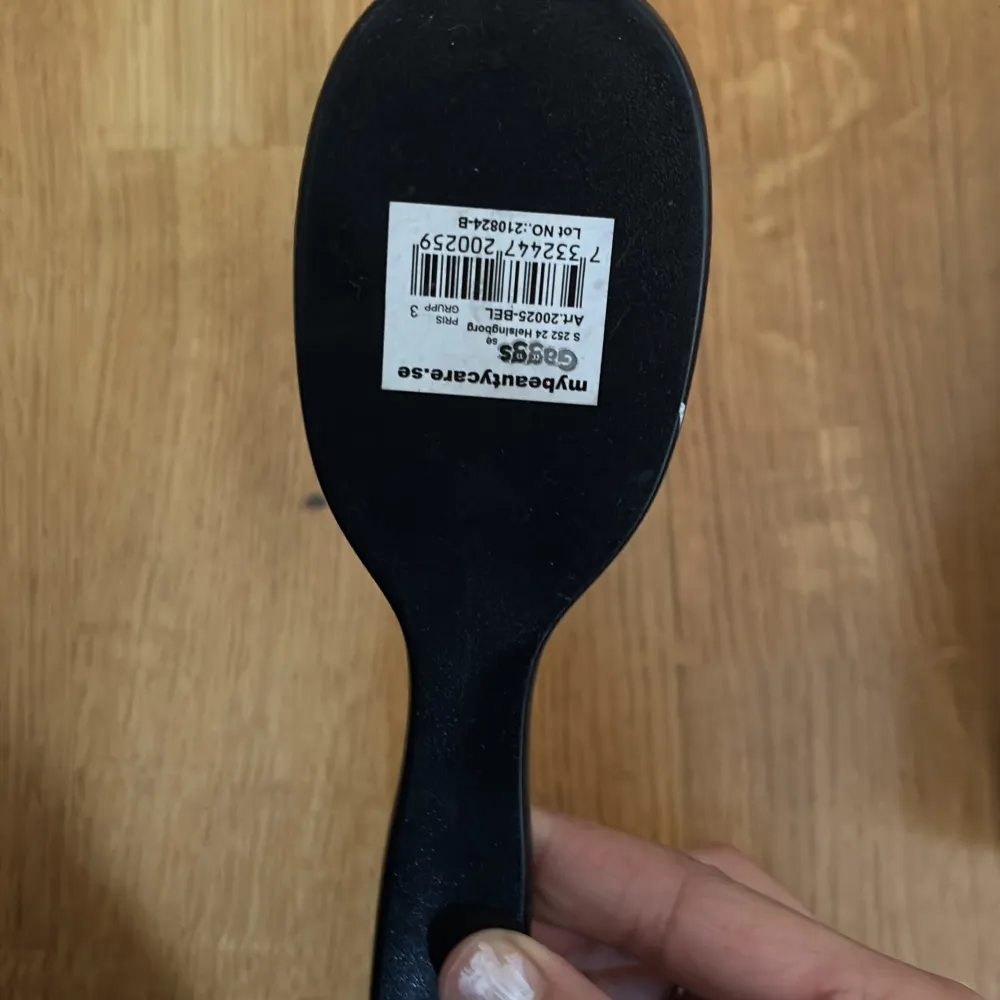 mybeautycare.se
Gaggs
se
S 252 24 Helsingborg
Art.20025-BEL
PRIS
GRUPP 3
7 332447 200259
Lot NO.:210824-B